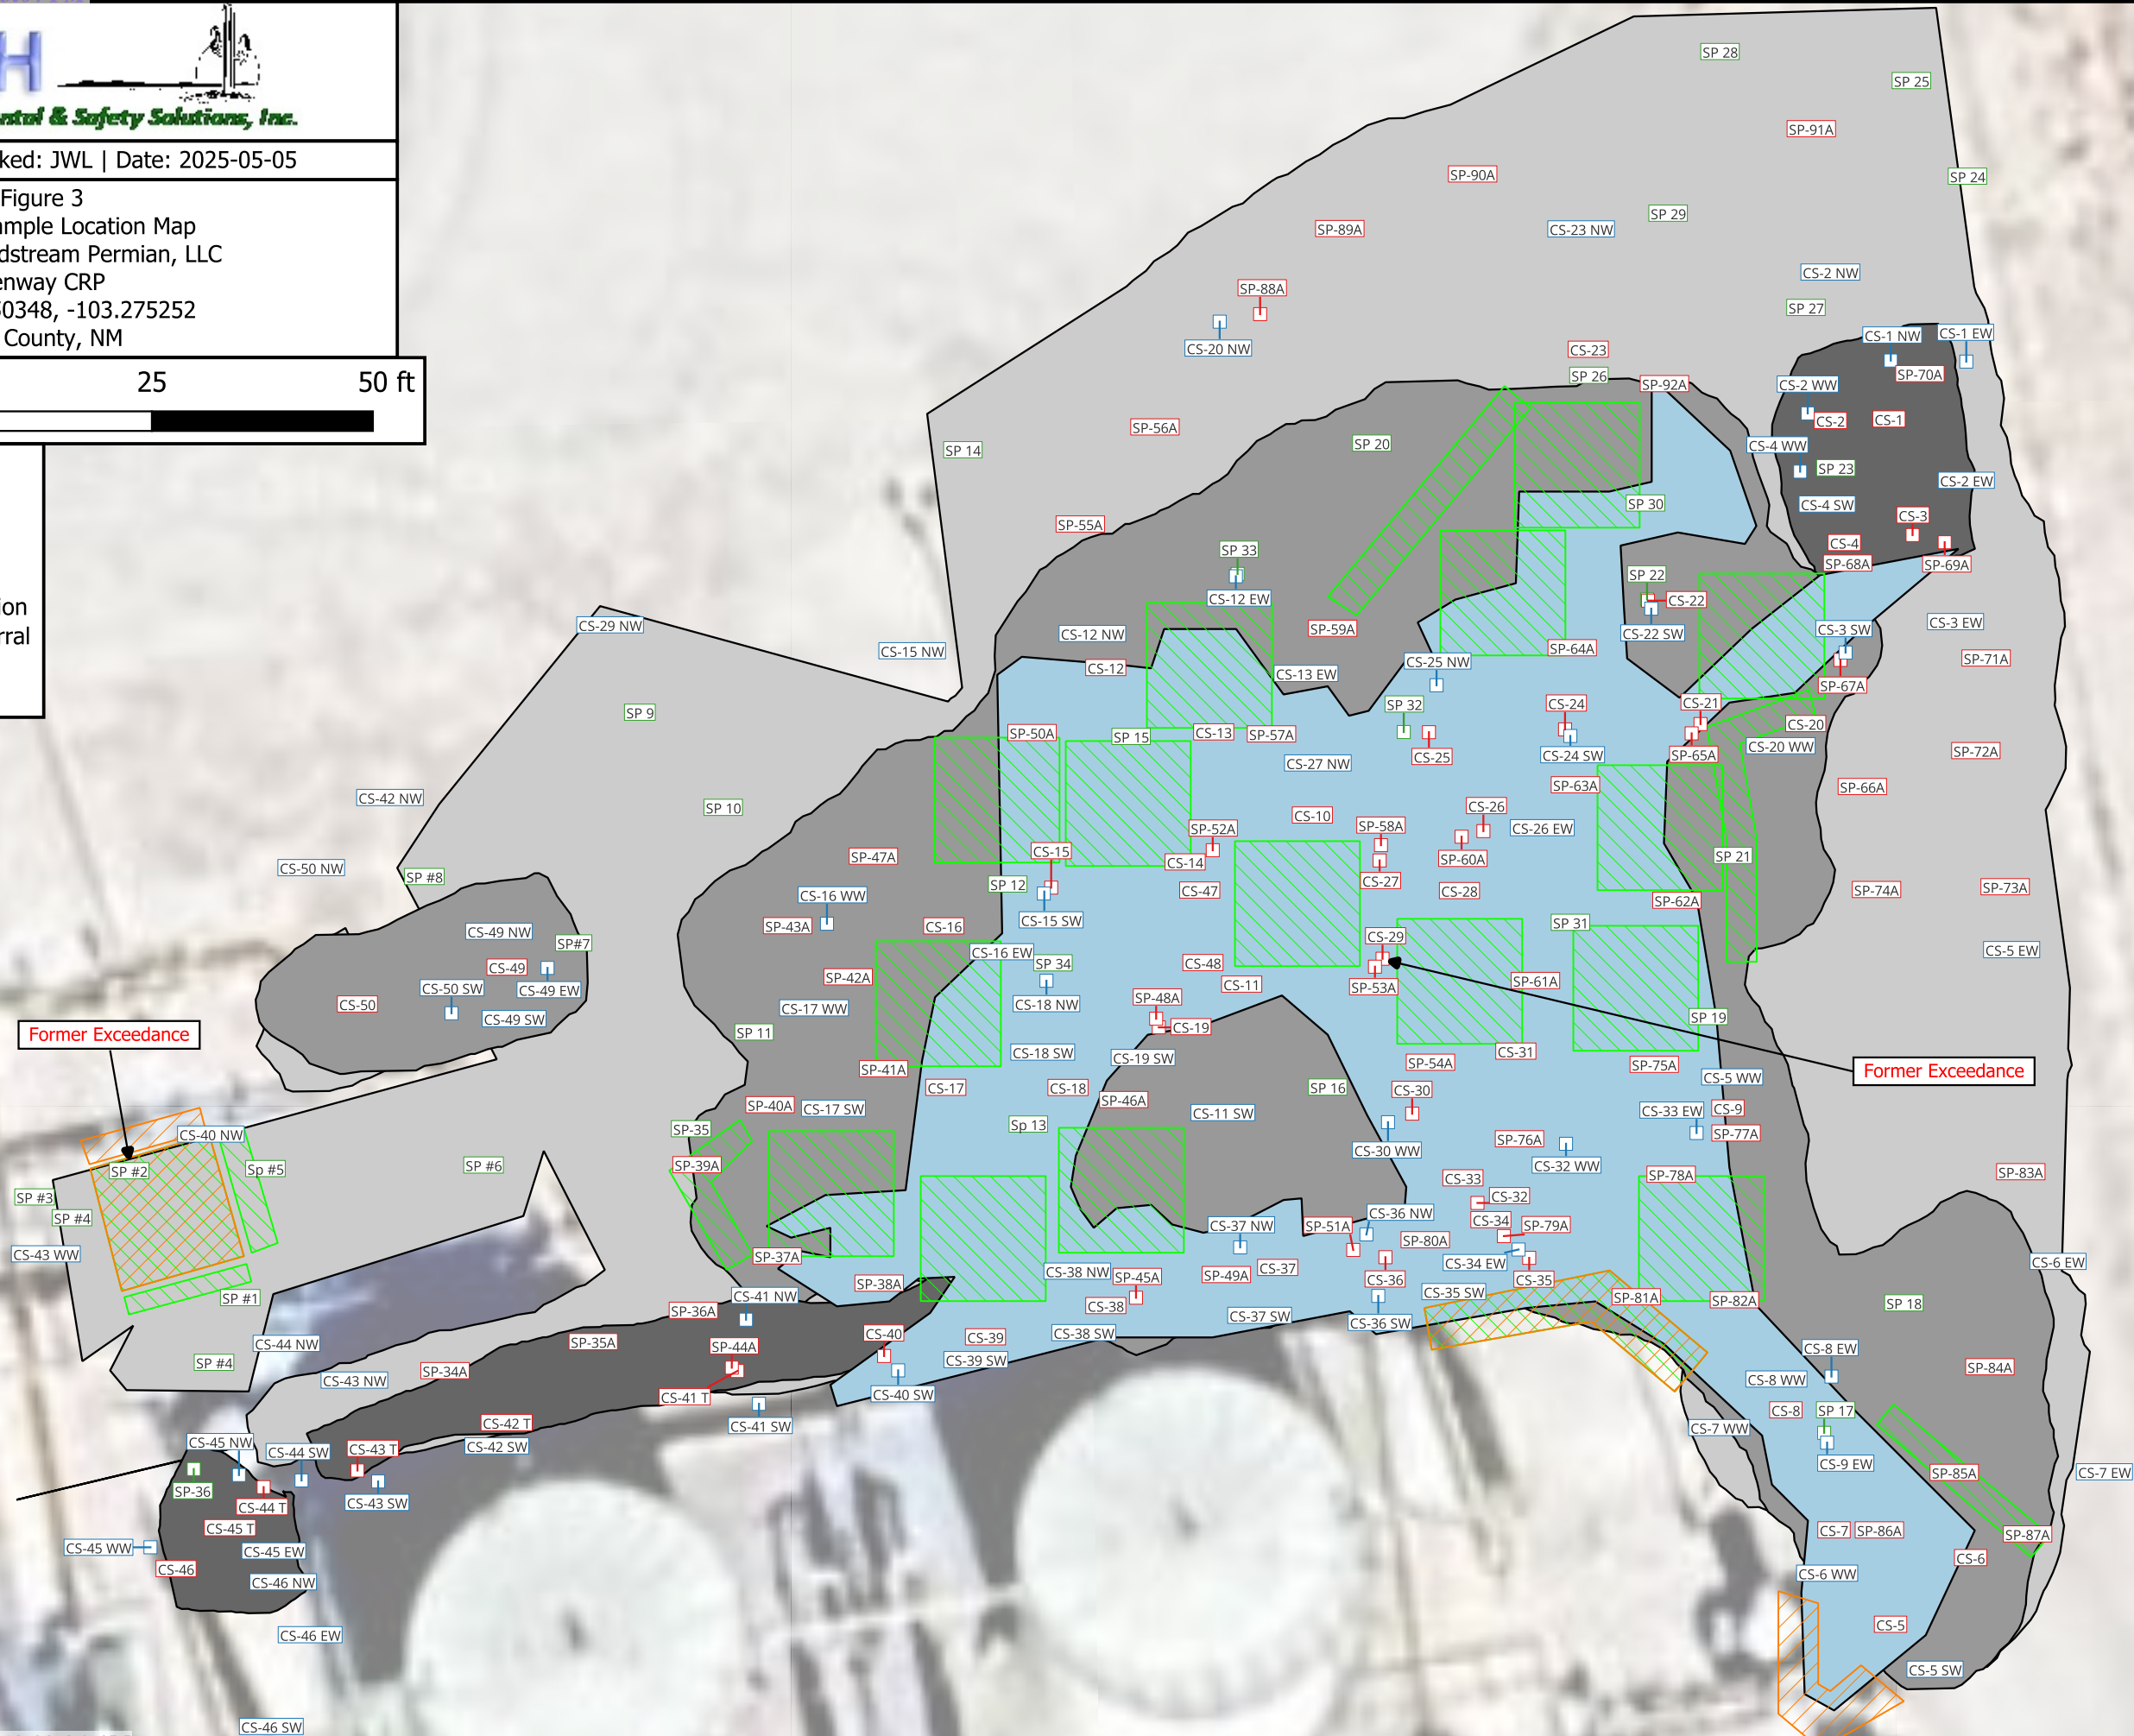 H
ntal & Safety Solutions, Inc.
ked: JWL | Date: 2025-05-05
Figure 3
mple Location Map
dstream Permian, LLC
enway CRP
50348, -103.275252
County, NM
25 50 ft
ion
rral
SP 28
SP 25
SP-91A
SP-90A
SP 24
SP 29
SP-89A
CS-23 NW
CS-2 NW
SP-88A
SP 27
CS-20 NW
CS-1 NW
CS-1 EW
CS-23
SP 26
SP-92A
SP-70A
CS-2 WW
CS-2
CS-1
SP-56A
SP 14
SP 20
CS-4 WW
SP 23
CS-2 EW
SP 30
CS-4 SW
CS-3
SP-55A
SP 33
CS-4
SP-68A
SP-69A
SP 22
CS-12 EW
CS-22
CS-29 NW
CS-12 NW
SP-59A
CS-22 SW
CS-3 SW
CS-3 EW
CS-15 NW
SP-64A
CS-12
CS-13 EW
CS-25 NW
SP-71A
SP-67A
SP 9
SP 32
CS-24
CS-21
CS-20
SP-50A
SP 15
CS-13
SP-57A
CS-20 WW
CS-25
CS-24 SW
SP-65A
SP-72A
CS-27 NW
SP-63A
SP-66A
CS-42 NW
SP 10
CS-26
CS-10
SP-52A
SP-58A
CS-26 EW
CS-15
SP-47A
CS-14
SP-60A
SP 21
CS-50 NW
SP #8
SP 12
CS-47
CS-27
CS-28
SP-74A
SP-73A
CS-16 WW
SP-62A
SP-43A
CS-16
CS-15 SW
SP 31
CS-49 NW
SP#7
CS-29
CS-16 EW
SP 34
CS-5 EW
CS-49
CS-48
SP-42A
CS-11
SP-53A
SP-61A
CS-50 SW
CS-49 EW
CS-50
CS-17 WW
CS-18 NW
SP-48A
CS-49 SW
SP 19
Former Exceedance
SP 11
CS-19
CS-18 SW
CS-19 SW
SP-54A
CS-31
SP-75A
SP-41A
Former Exceedance
CS-5 WW
CS-17
CS-18
SP 16
CS-30
SP-46A
SP-40A
CS-17 SW
CS-11 SW
CS-33 EW
CS-9
SP-35
Sp 13
SP-76A
SP-77A
CS-40 NW
CS-30 WW
CS-32 WW
SP #2
Sp #5
SP #6
SP-39A
CS-33
SP-78A
SP-83A
SP #3
CS-32
SP #4
CS-36 NW
CS-34
SP-79A
CS-37 NW
SP-51A
CS-43 WW
SP-37A
SP-80A
CS-34 EW
CS-6 EW
CS-38 NW
SP-45A
SP-49A
CS-37
CS-36
CS-35
SP #1
CS-41 NW
SP-38A
CS-35 SW
SP-81A
SP-82A
SP 18
SP-36A
CS-38
CS-37 SW
CS-36 SW
CS-44 NW
SP-35A
SP-44A
CS-40
CS-39
CS-38 SW
SP #4
SP-34A
CS-39 SW
CS-8 EW
SP-84A
CS-43 NW
CS-41 T
CS-40 SW
CS-8 WW
CS-42 T
CS-41 SW
CS-8
SP 17
CS-7 WW
CS-45 NW
CS-44 SW
CS-43 T
CS-42 SW
CS-9 EW
SP-85A
CS-7 EW
SP-36
CS-44 T
CS-43 SW
CS-45 T
CS-7
SP-86A
SP-87A
CS-45 WW
CS-45 EW
CS-46
CS-6
CS-46 NW
CS-6 WW
CS-46 EW
CS-5
CS-5 SW
CS-46 SW